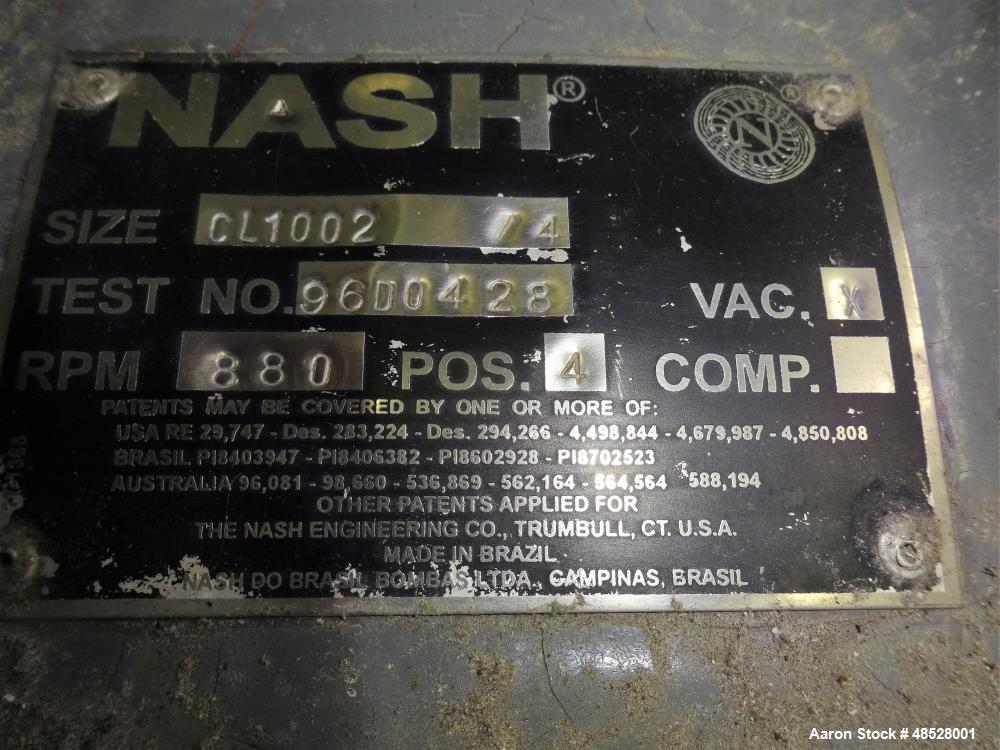 NASH®
N ®
SIZE CL1002 /4
TEST NO. 96D0428 VAC. X
RPM 880 POS. 4 COMP.
PATENTS MAY BE COVERED BY ONE OR MORE OF:
USA RE 29,747 - Des. 283,224 - Des. 294,266 - 4,498,844 - 4,679,987 - 4,850,808
BRASIL PI8403947 - PI8406382 - PI8602928 - PI8702523
AUSTRALIA 96,081 - 98,660 - 536,869 - 562,164 - 564,564 588,194
OTHER PATENTS APPLIED FOR
THE NASH ENGINEERING CO., TRUMBULL, CT. U.S.A.
MADE IN BRAZIL
NASH DO BRASIL BOMBAS LTDA., CAMPINAS, BRASIL
Aaron Stock # 48528001